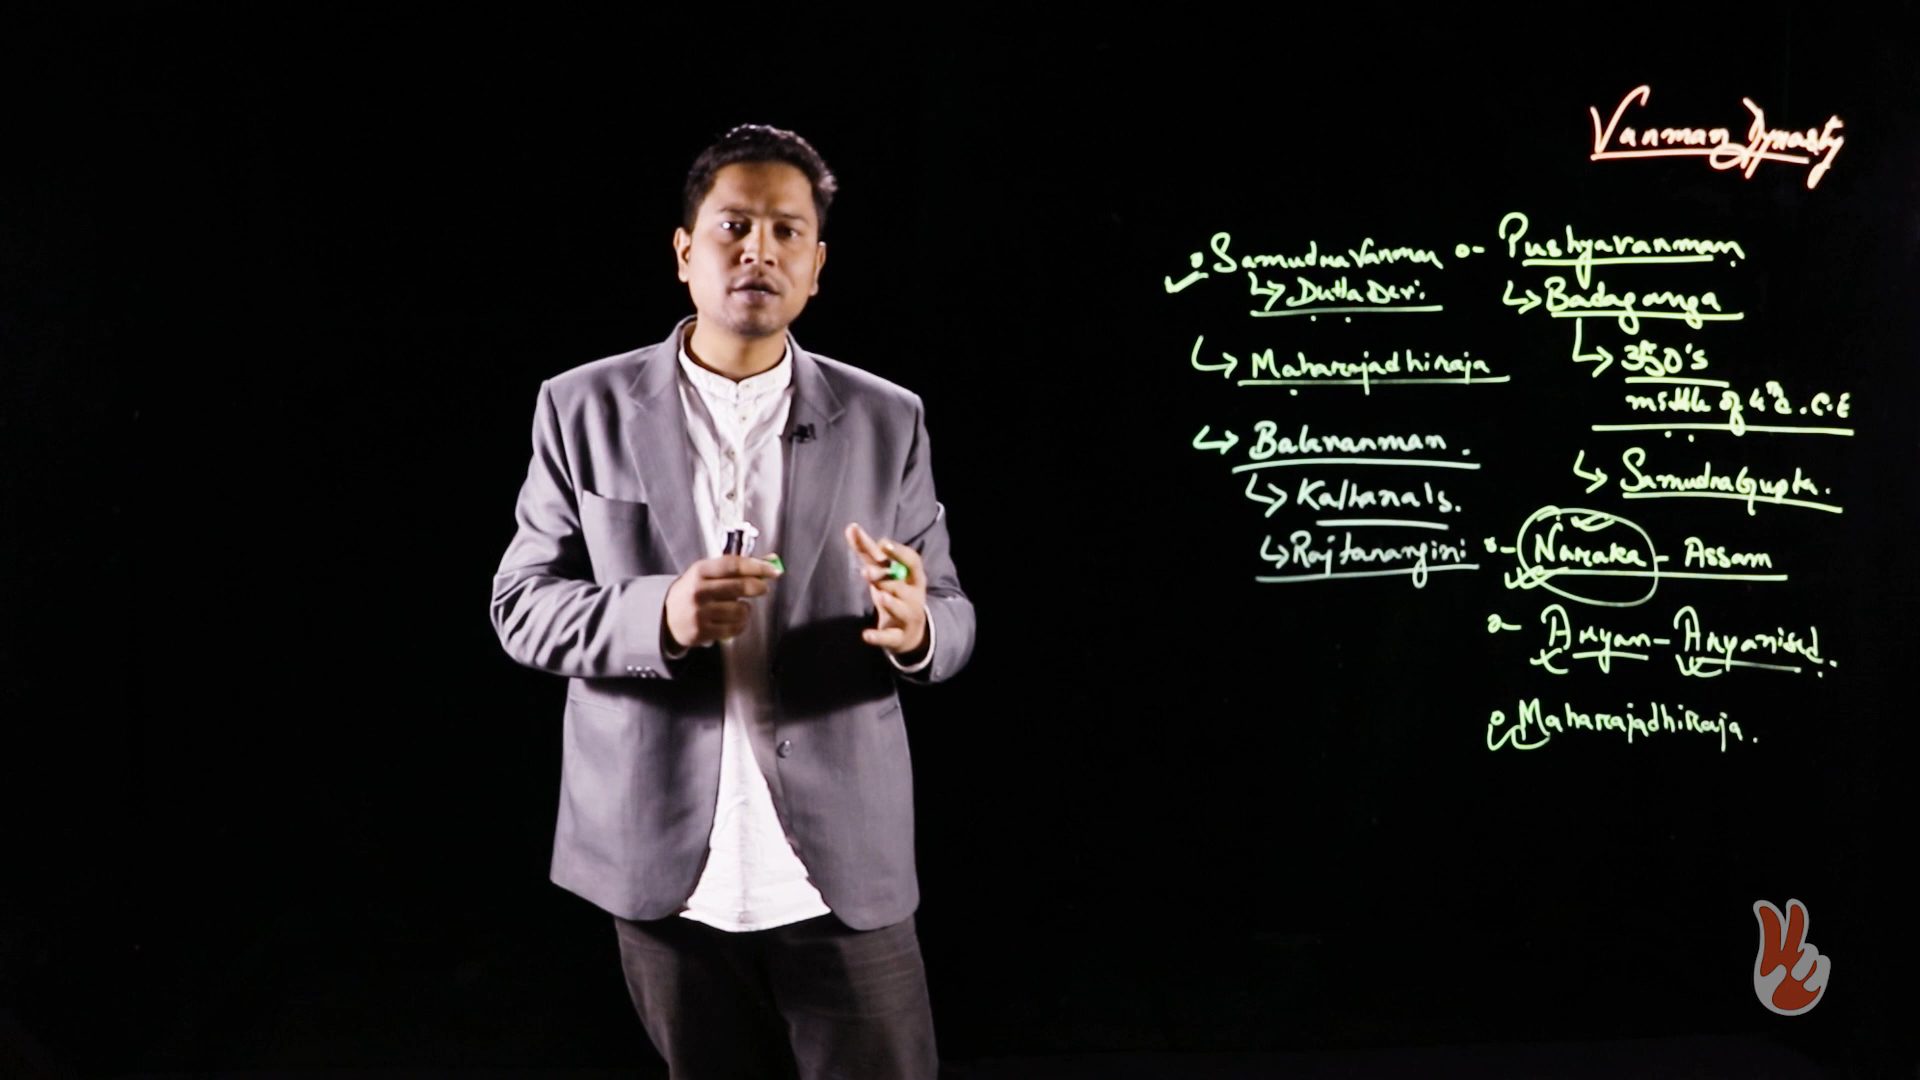 Varman Dynasty
• Samudravarman
↳ Dutta Devi.
↳ Maharajadhiraja
↳ Balavarman.
↳ Kalhana's.
↳ Rajtarangini
- Pushyavarman
↳ Badaganga
↳ 350's
middle of 4th c. C.E
↳ SamudraGupta.
- Naraka - Assam
- Aryan - Aryanised.
Maharajadhiraja.